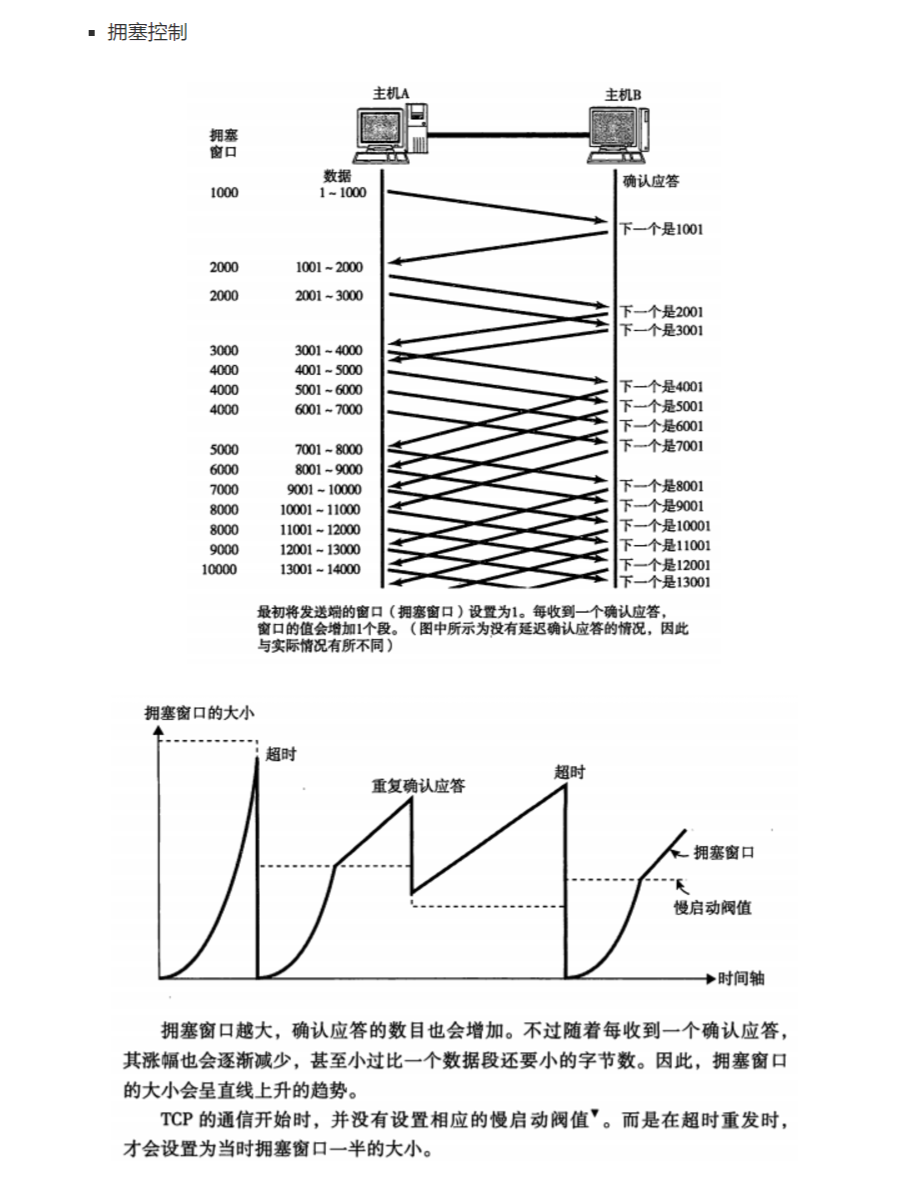 拥塞控制
主机A 主机B
拥塞
窗口
数据 确认应答
1000 1～1000
下一个是1001
2000 1001～2000
2000 2001～3000
下一个是2001
下一个是3001
3000 3001～4000
4000 4001～5000
下一个是4001
4000 5001～6000
下一个是5001
4000 6001～7000
下一个是6001
下一个是7001
5000 7001～8000
6000 8001～9000
下一个是8001
7000 9001～10000
下一个是9001
8000 10001～11000
下一个是10001
8000 11001～12000
下一个是11001
9000 12001～13000
下一个是12001
10000 13001～14000
下一个是13001
最初将发送端的窗口（拥塞窗口）设置为1。每收到一个确认应答，
窗口的值会增加1个段。（图中所示为没有延迟确认应答的情况，因此
与实际情况有所不同）
拥塞窗口的大小
超时
重复确认应答
超时
拥塞窗口
慢启动阀值
时间轴
拥塞窗口越大，确认应答的数目也会增加。不过随着每收到一个确认应答，
其涨幅也会逐渐减少，甚至小过比一个数据段还要小的字节数。因此，拥塞窗口
的大小会呈直线上升的趋势。
TCP 的通信开始时，并没有设置相应的慢启动阀值▼。而是在超时重发时，
才会设置为当时拥塞窗口一半的大小。